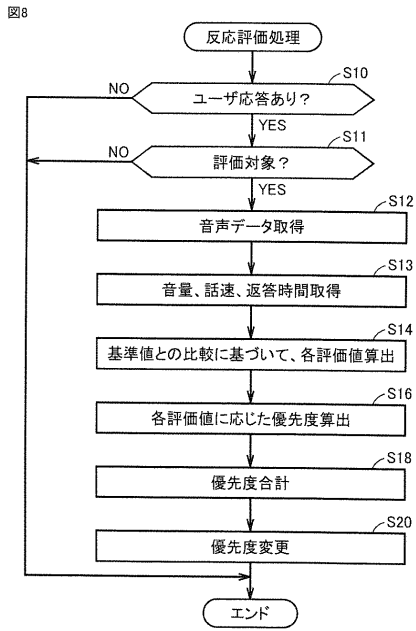 図8
反応評価処理
S10
NO
ユーザ応答あり?
YES
S11
NO
評価対象?
YES
S12
音声データ取得
S13
音量、話速、返答時間取得
S14
基準値との比較に基づいて、各評価値算出
S16
各評価値に応じた優先度算出
S18
優先度合計
S20
優先度変更
エンド